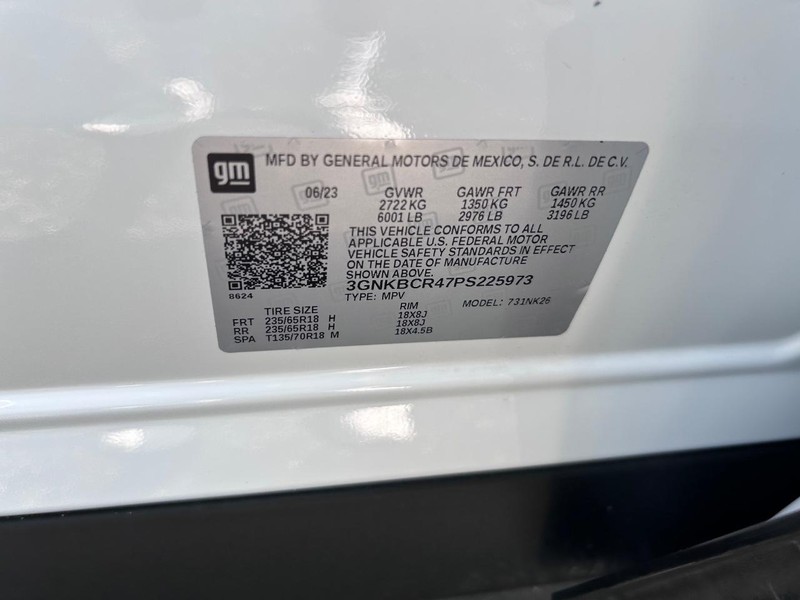 gm MFD BY GENERAL MOTORS DE MEXICO, S. DE R.L. DE C.V.
06/23 GVWR GAWR FRT GAWR RR
2722 KG 1350 KG 1450 KG
6001 LB 2976 LB 3196 LB
THIS VEHICLE CONFORMS TO ALL
APPLICABLE U.S. FEDERAL MOTOR
VEHICLE SAFETY STANDARDS IN EFFECT
ON THE DATE OF MANUFACTURE
SHOWN ABOVE.
3GNKBCR47PS225973
8624 TYPE: MPV MODEL: 731NK26
TIRE SIZE RIM
FRT 235/65R18 H 18X8J
RR 235/65R18 H 18X8J
SPA T135/70R18 M 18X4.5B